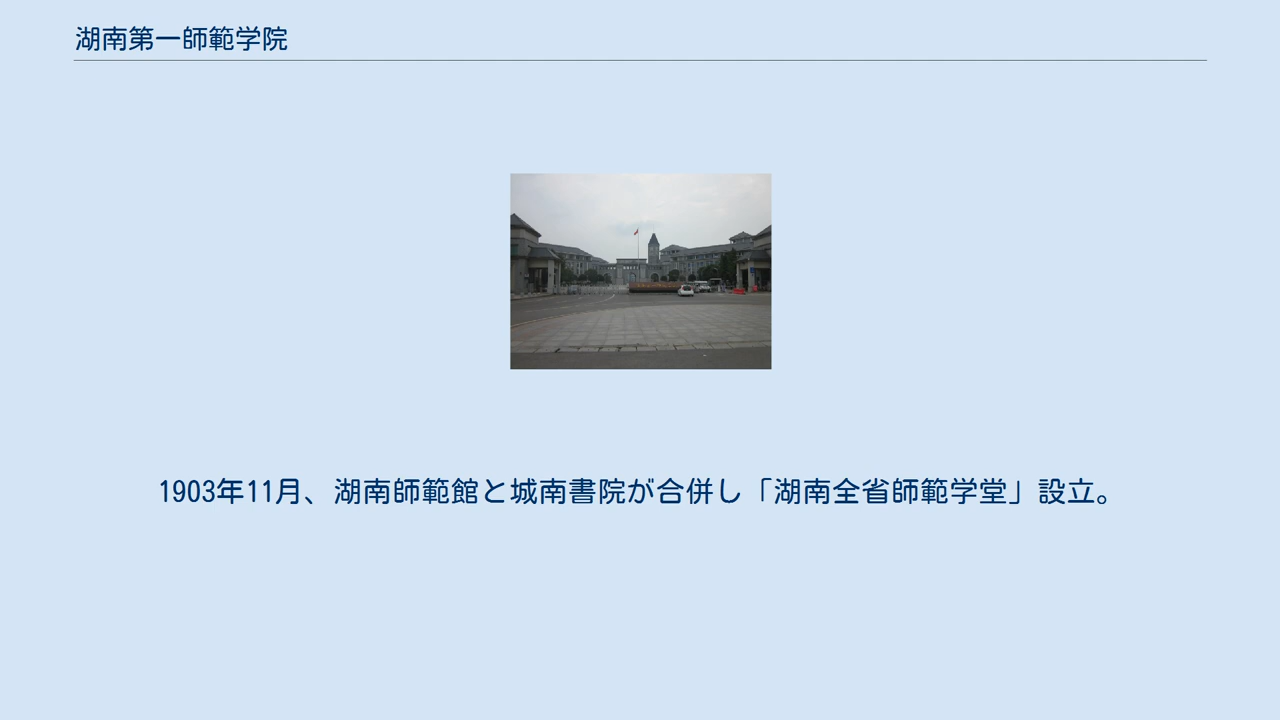 湖南第一師範学院
1903年11月、湖南師範館と城南書院が合併し「湖南全省師範学堂」設立。